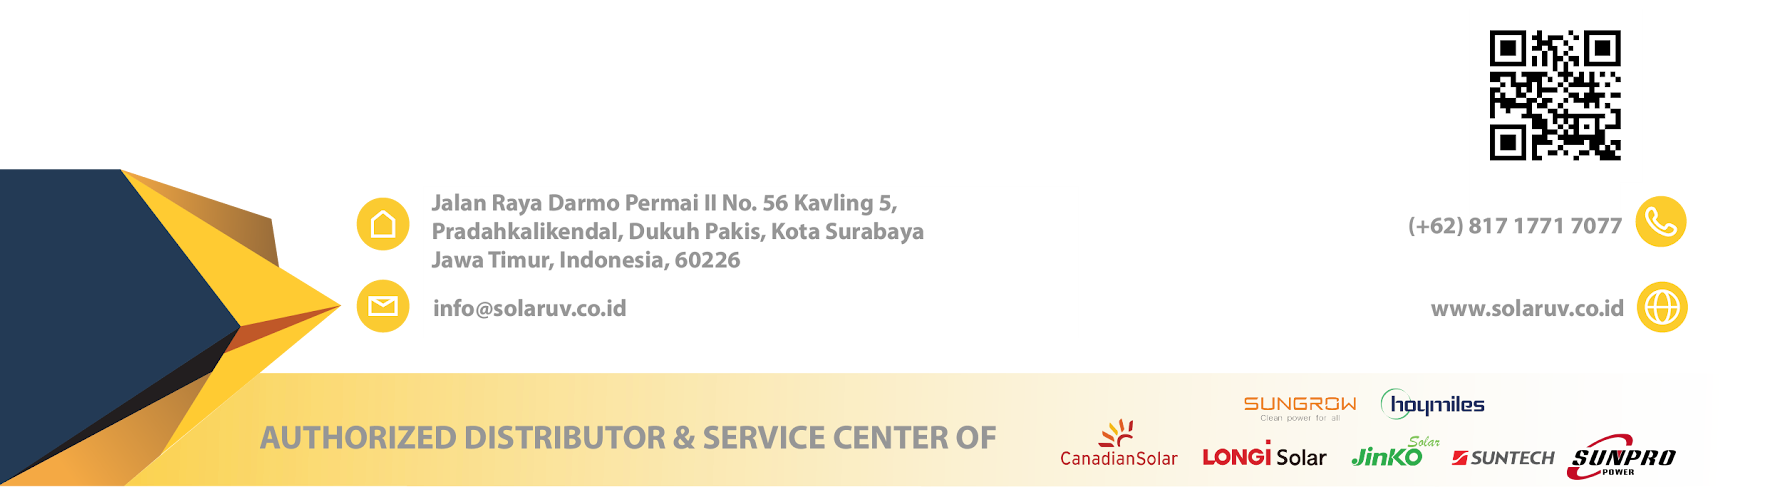 Jalan Raya Darmo Permai II No. 56 Kavling 5,
Pradahkalikendal, Dukuh Pakis, Kota Surabaya
Jawa Timur, Indonesia, 60226
(+62) 817 1771 7077
info@solaruv.co.id
www.solaruv.co.id
AUTHORIZED DISTRIBUTOR & SERVICE CENTER OF
SUNGROW
Clean power for all
hoymiles
CanadianSolar
LONGi Solar
JinKO Solar
SUNTECH
SUNPRO
POWER